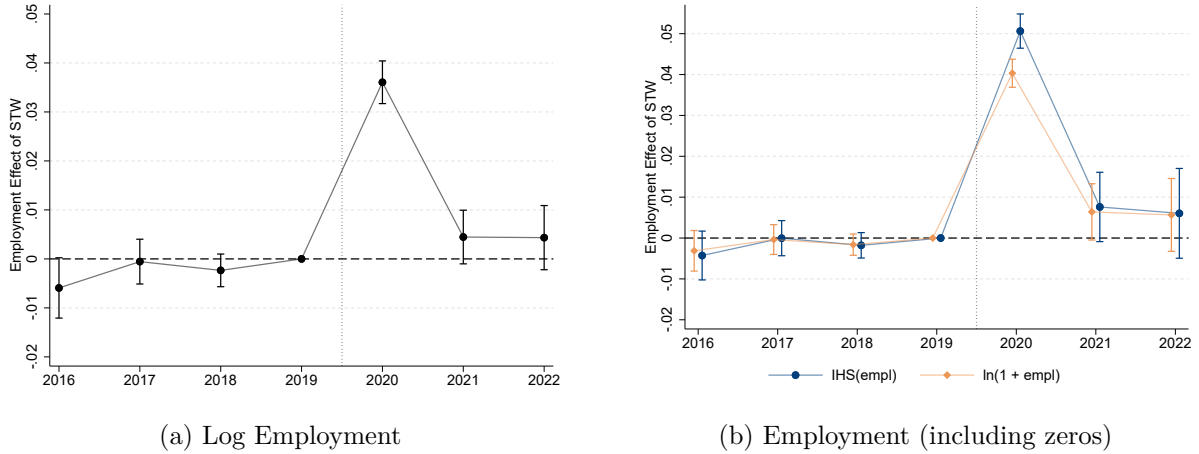 Employment Effect of STW
.05
.04
.03
.02
.01
0
-.01
-.02
2016 2017 2018 2019 2020 2021 2022
(a) Log Employment
Employment Effect of STW
.05
.04
.03
.02
.01
0
-.01
-.02
2016 2017 2018 2019 2020 2021 2022
IHS(empl) ln(1 + empl)
(b) Employment (including zeros)